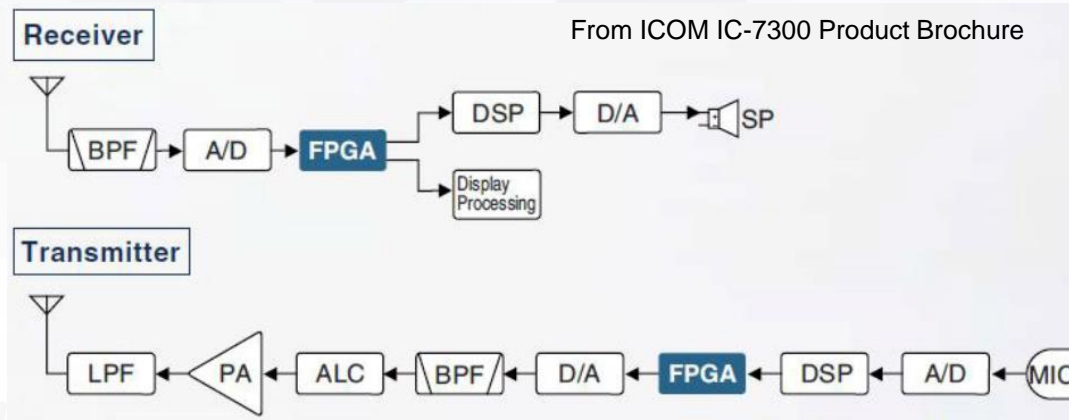 Receiver
From ICOM IC-7300 Product Brochure
DSP
D/A
SP
BPF
A/D
FPGA
Display
Processing
Transmitter
LPF
PA
ALC
BPF
D/A
FPGA
DSP
A/D
MIC